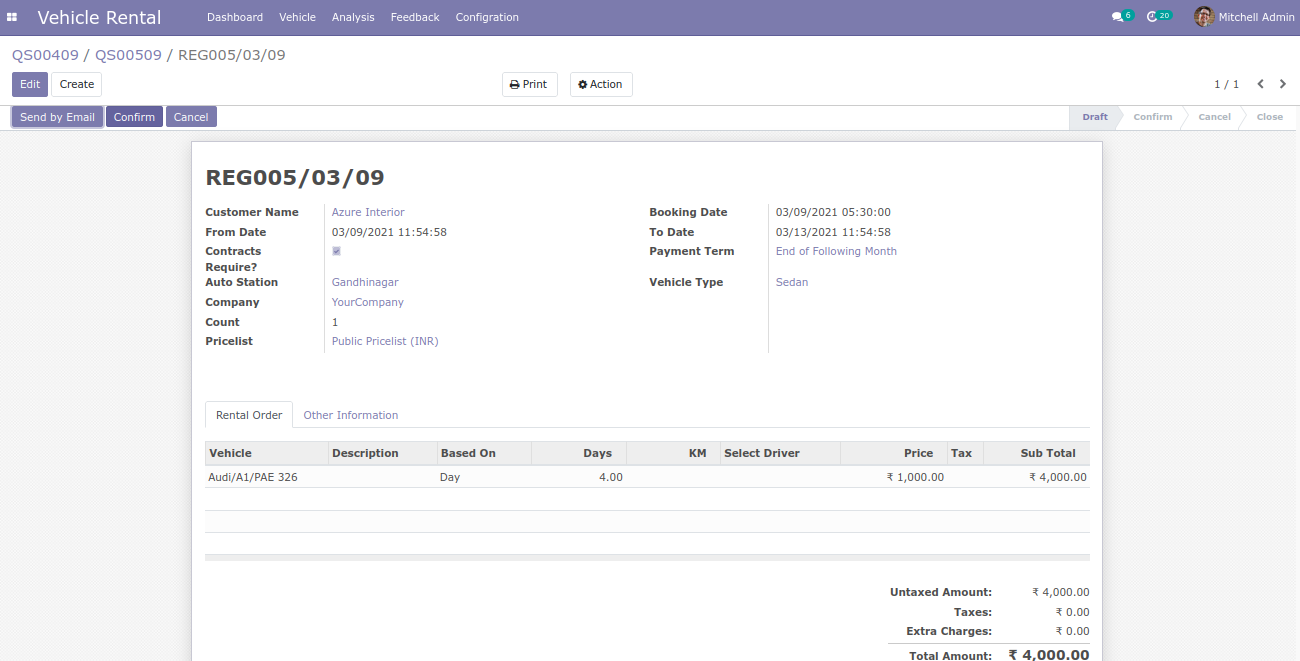 Vehicle Rental Dashboard Vehicle Analysis Feedback Configration 6 20 Mitchell Admin
QS00409 / QS00509 / REG005/03/09
Edit Create Print Action 1 / 1
Send by Email Confirm Cancel Draft Confirm Cancel Close
REG005/03/09
Customer Name Azure Interior Booking Date 03/09/2021 05:30:00
From Date 03/09/2021 11:54:58 To Date 03/13/2021 11:54:58
Contracts Require? Payment Term End of Following Month
Auto Station Gandhinagar Vehicle Type Sedan
Company YourCompany
Count 1
Pricelist Public Pricelist (INR)
Rental Order Other Information
Vehicle Description Based On Days KM Select Driver Price Tax Sub Total
Audi/A1/PAE 326 Day 4.00 ₹ 1,000.00 ₹ 4,000.00
Untaxed Amount: ₹ 4,000.00
Taxes: ₹ 0.00
Extra Charges: ₹ 0.00
Total Amount: ₹ 4,000.00